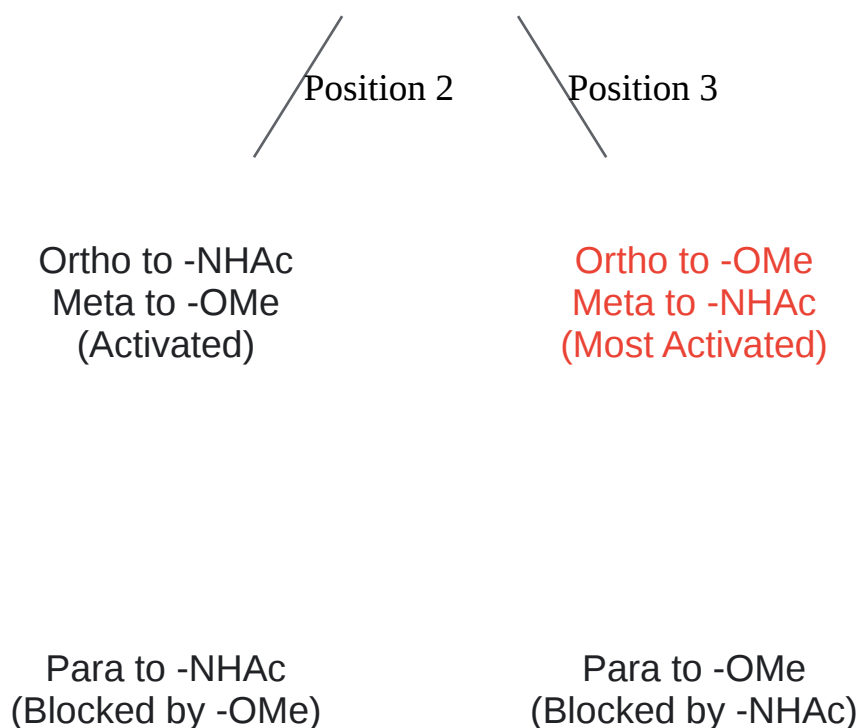 Position 2
Position 3
Ortho to -NHAc
Meta to -OMe
(Activated)
Ortho to -OMe
Meta to -NHAc
(Most Activated)
Para to -NHAc
(Blocked by -OMe)
Para to -OMe
(Blocked by -NHAc)